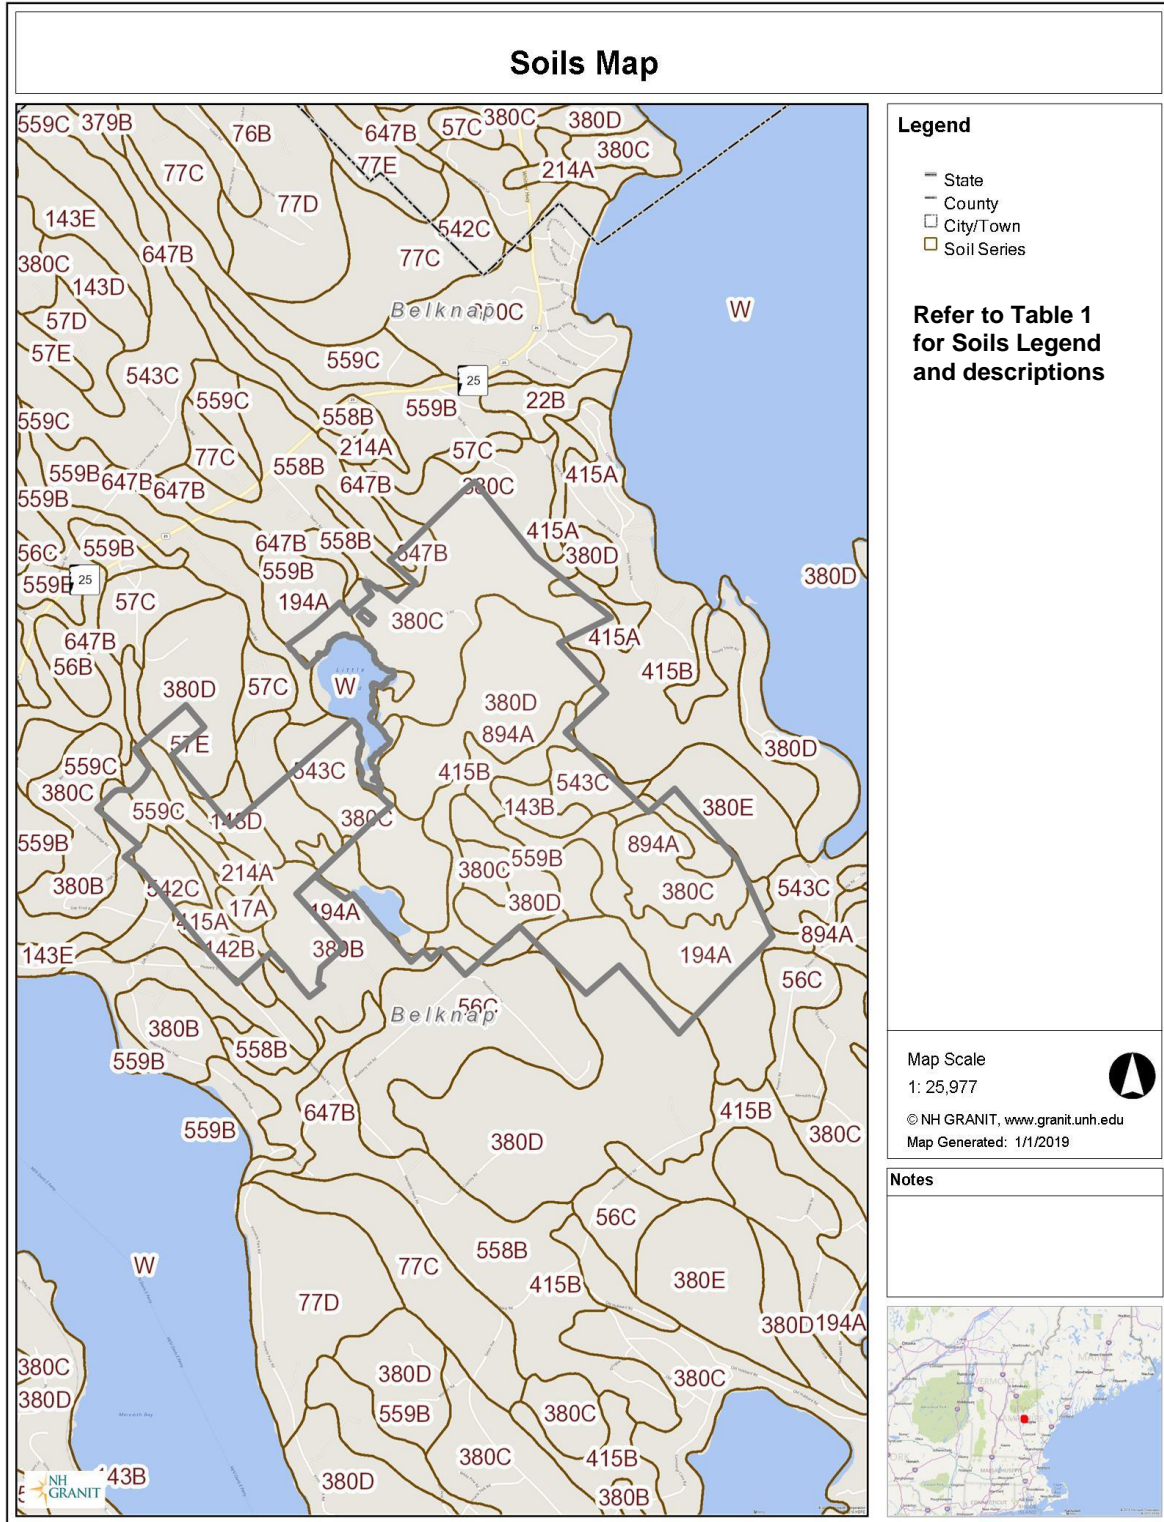 Soils Map
559C 379B 76B 647B 57C 380C 380D
380C
77C 77E 214A
77D
143E 542C
647B 77C
380C
143D
Belknap 380C W
57D
57E 559C
543C 25
559C 559B 22B
559C 558B
77C 214A 57C
559B 558B 415A
647B 647B 647B 380C
559B
415A
56C 559B 647B 558B 647B 380D
559B 25 559B 380D
57C 194A
380C
647B 415A
56B 415B
57C Little
380D W 380D
57E 894A 380D
559C 543C 415B 543C
380C 143B 380E
559C 143D 380C
559B 894A
214A 380C 559B
380B 542C 380C 543C
17A 194A 380D
415A
142B 380B 894A
143E 194A
56C
56C
Belknap
380B
558B
559B
647B 415B
559B 380C
380D
56C
558B
W 77C 380E
415B
77D
380D 194A
380C 380D 380C
380D 559B 380C
380C 415B
143B 380D 380B
NH
GRANIT
Legend
State
County
City/Town
Soil Series
Refer to Table 1
for Soils Legend
and descriptions
Map Scale
1: 25,977
© NH GRANIT, www.granit.unh.edu
Map Generated: 1/1/2019
Notes